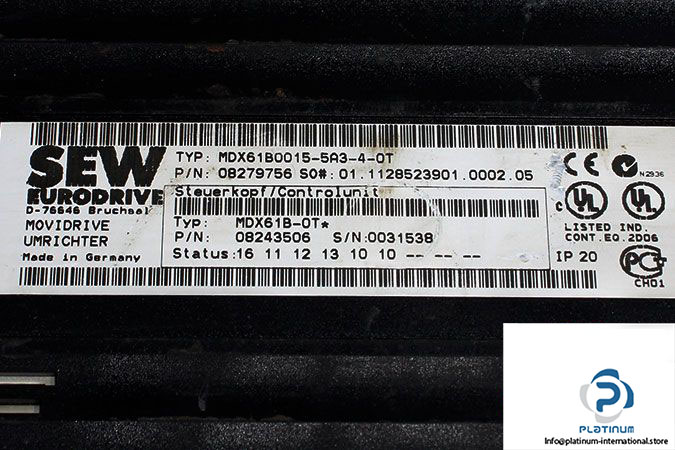 SEW
EURODRIVE
D-76646 Bruchsal
MOVIDRIVE
UMRICHTER
Made in Germany
TYP: MDX61B0015-5A3-4-0T
P/N: 08279756 SO#: 01.1128523901.0002.05
Steuerkopf/Controlunit
Typ: MDX61B-0T*
P/N: 08243506 S/N:0031538
Status:16 11 12 13 10 10 -- -- -- --
CE
N2936
c UL UL
LISTED IND.
CONT.EQ.2D06
IP 20
CH01
PLATINUM
Info@platinum-international.store